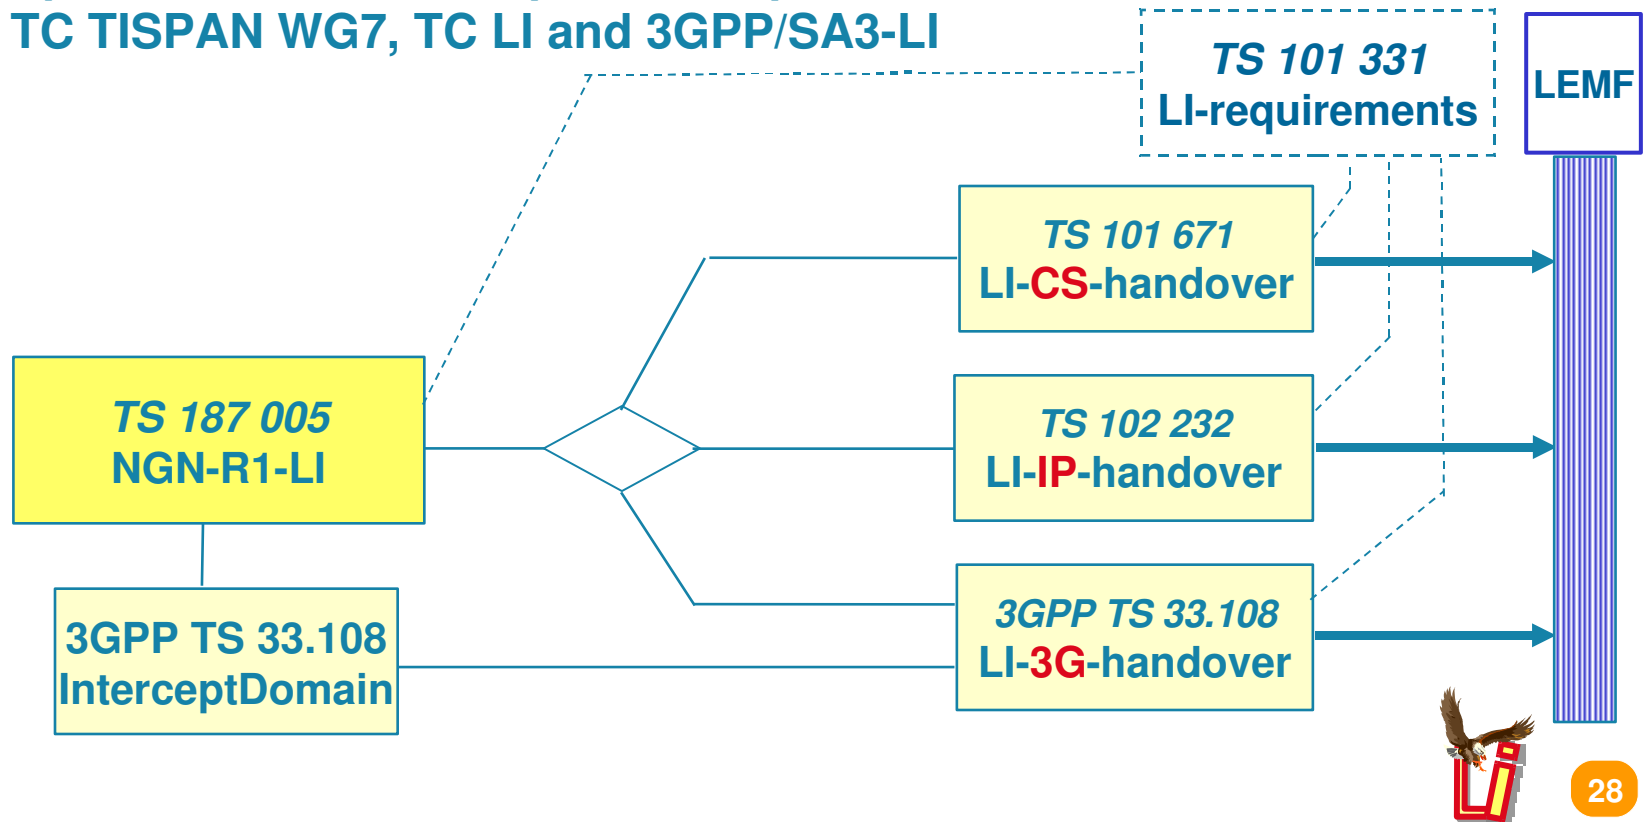 TC TISPAN WG7, TC LI and 3GPP/SA3-LI
TS 101 331
LI-requirements
LEMF
TS 101 671
LI-CS-handover
TS 187 005
NGN-R1-LI
TS 102 232
LI-IP-handover
3GPP TS 33.108
InterceptDomain
3GPP TS 33.108
LI-3G-handover
Li
28